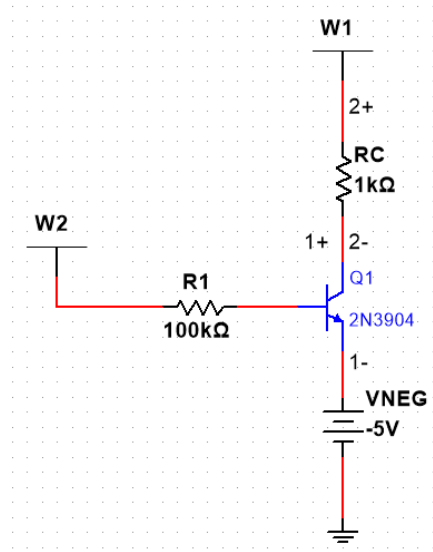 W1
2+
RC
1kΩ
W2
1+ 2-
R1
Q1
100kΩ
2N3904
1-
VNEG
-5V